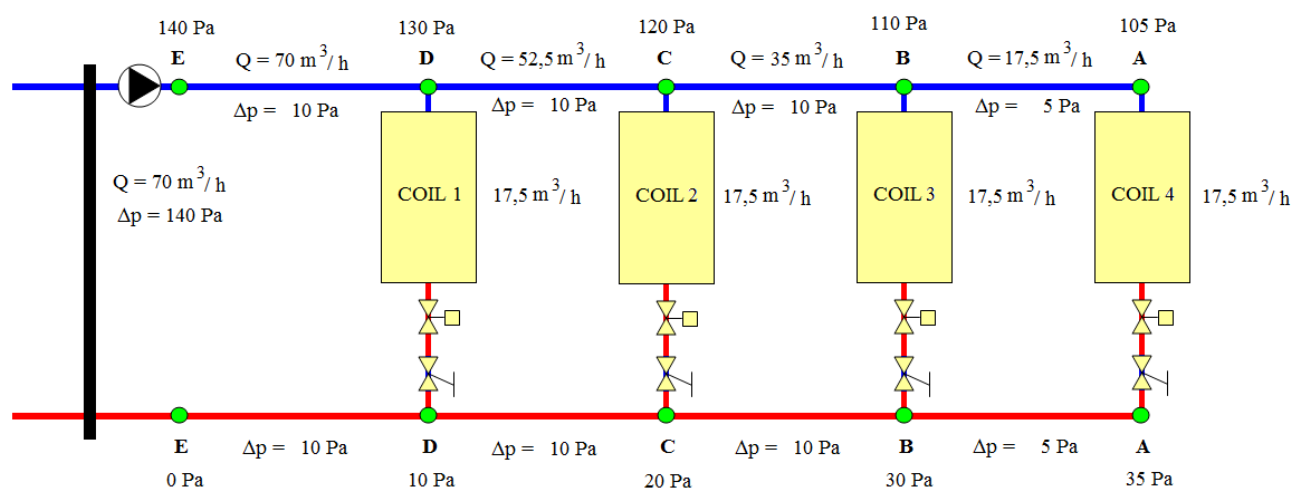 140 Pa 130 Pa 120 Pa 110 Pa 105 Pa
E Q = 70 m³/h D Q = 52,5 m³/h C Q = 35 m³/h B Q = 17,5 m³/h A
Δp = 10 Pa Δp = 10 Pa Δp = 10 Pa Δp = 5 Pa
Q = 70 m³/h
Δp = 140 Pa
COIL 1 17,5 m³/h COIL 2 17,5 m³/h COIL 3 17,5 m³/h COIL 4 17,5 m³/h
E Δp = 10 Pa D Δp = 10 Pa C Δp = 10 Pa B Δp = 5 Pa A
0 Pa 10 Pa 20 Pa 30 Pa 35 Pa